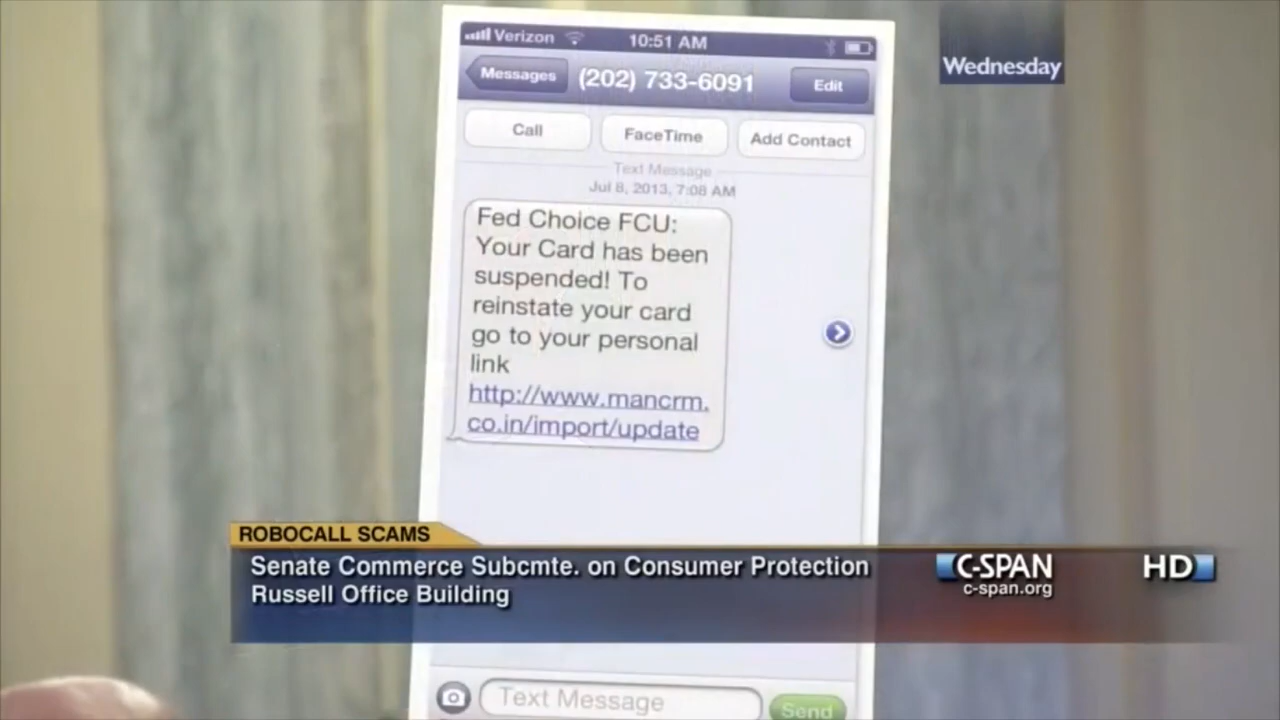 Verizon
10:51 AM
Wednesday
Messages
(202) 733-6091
Edit
Call
FaceTime
Add Contact
Text Message
Jul 8, 2013, 7:08 AM
Fed Choice FCU:
Your Card has been
suspended! To
reinstate your card
go to your personal
link
http://www.mancrm.
co.in/import/update
ROBOCALL SCAMS
Senate Commerce Subcmte. on Consumer Protection
Russell Office Building
C-SPAN
c-span.org
HD
Text Message
Send